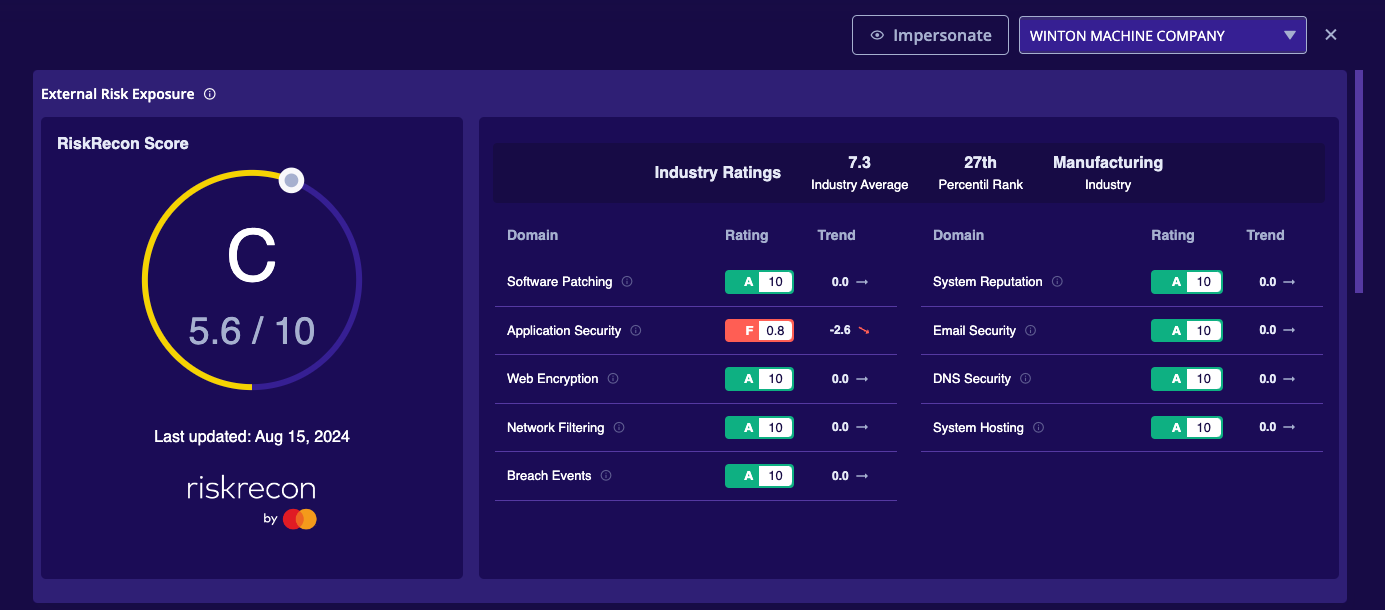 Impersonate
WINTON MACHINE COMPANY
External Risk Exposure
RiskRecon Score
C
5.6 / 10
Last updated: Aug 15, 2024
riskrecon
by
Industry Ratings
7.3
Industry Average
27th
Percentil Rank
Manufacturing
Industry
Domain Rating Trend
Software Patching A 10 0.0 →
Application Security F 0.8 -2.6
Web Encryption A 10 0.0 →
Network Filtering A 10 0.0 →
Breach Events A 10 0.0 →
Domain Rating Trend
System Reputation A 10 0.0 →
Email Security A 10 0.0 →
DNS Security A 10 0.0 →
System Hosting A 10 0.0 →